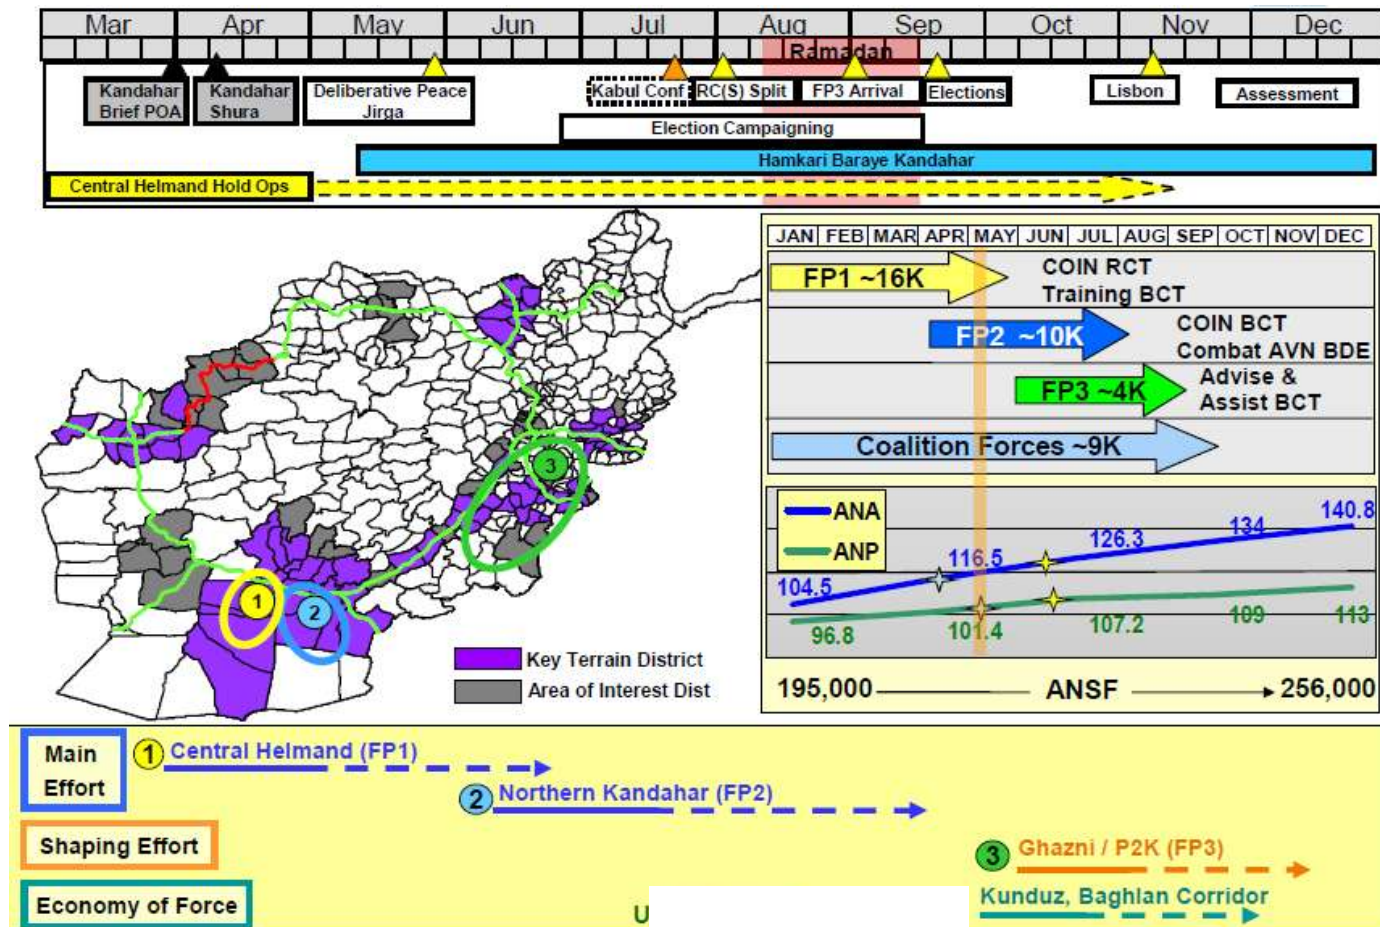 Mar Apr May Jun Jul Aug Sep Oct Nov Dec
Ramadan
Kandahar
Brief POA
Kandahar
Shura
Deliberative Peace
Jirga
Kabul Conf
RC(S) Split
FP3 Arrival
Elections
Lisbon
Assessment
Election Campaigning
Hamkari Baraye Kandahar
Central Helmand Hold Ops
3
1
2
Key Terrain District
Area of Interest Dist
JAN FEB MAR APR MAY JUN JUL AUG SEP OCT NOV DEC
FP1 ~16K
COIN RCT
Training BCT
FP2 ~10K
COIN BCT
Combat AVN BDE
FP3 ~4K
Advise &
Assist BCT
Coalition Forces ~9K
ANA
ANP
104.5
116.5
126.3
134
140.8
96.8
101.4
107.2
109
113
195,000 ANSF 256,000
Main
Effort
1 Central Helmand (FP1)
2 Northern Kandahar (FP2)
Shaping Effort
3 Ghazni / P2K (FP3)
Economy of Force
Kunduz, Baghlan Corridor
U